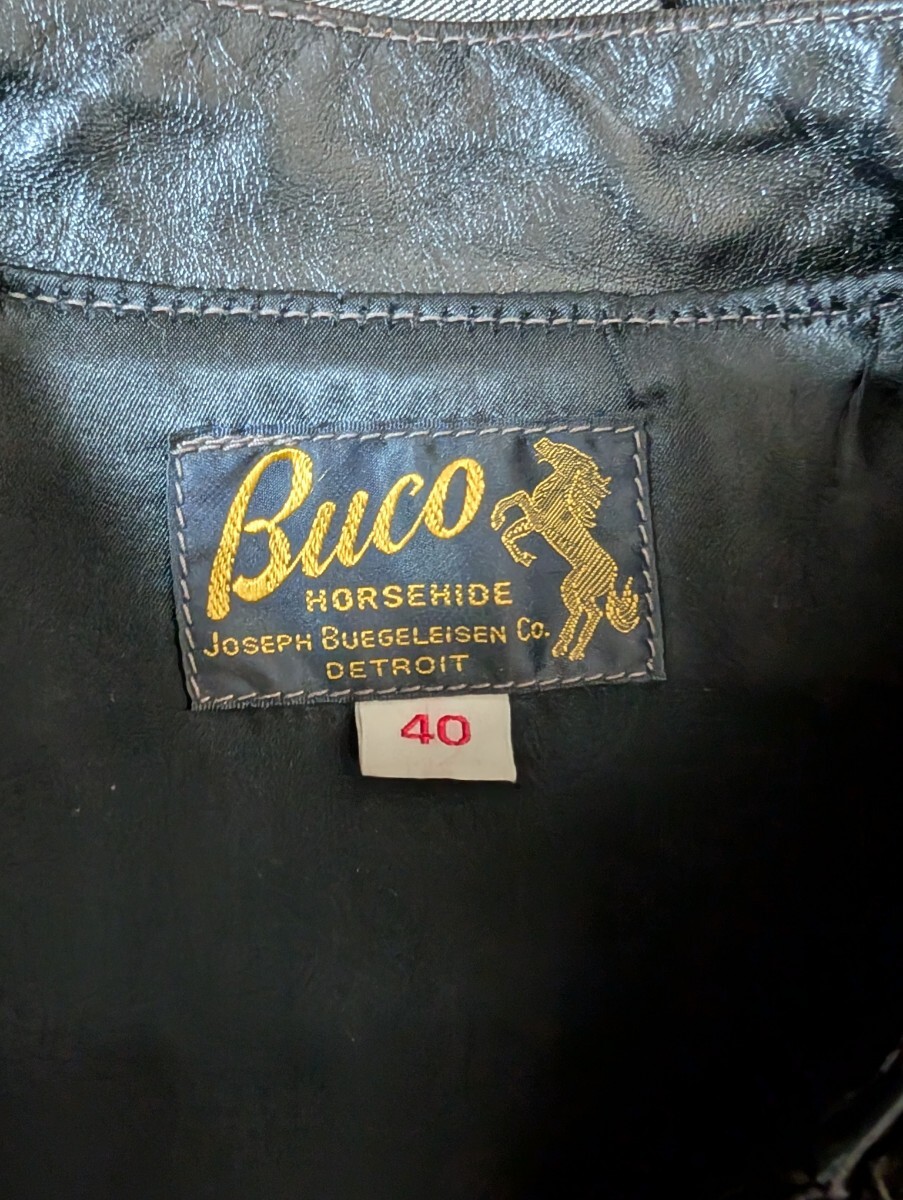 Buco
HORSEHIDE
JOSEPH BUEGELEISEN Co.
DETROIT
40